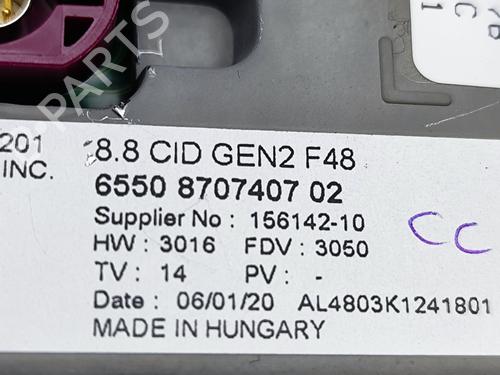 201
INC.
8.8 CID GEN2 F48
6550 8707407 02
Supplier No : 156142-10
HW : 3016 FDV : 3050
TV : 14 PV : -
Date : 06/01/20 AL4803K1241801
MADE IN HUNGARY
CC
C
1
B-PARTS